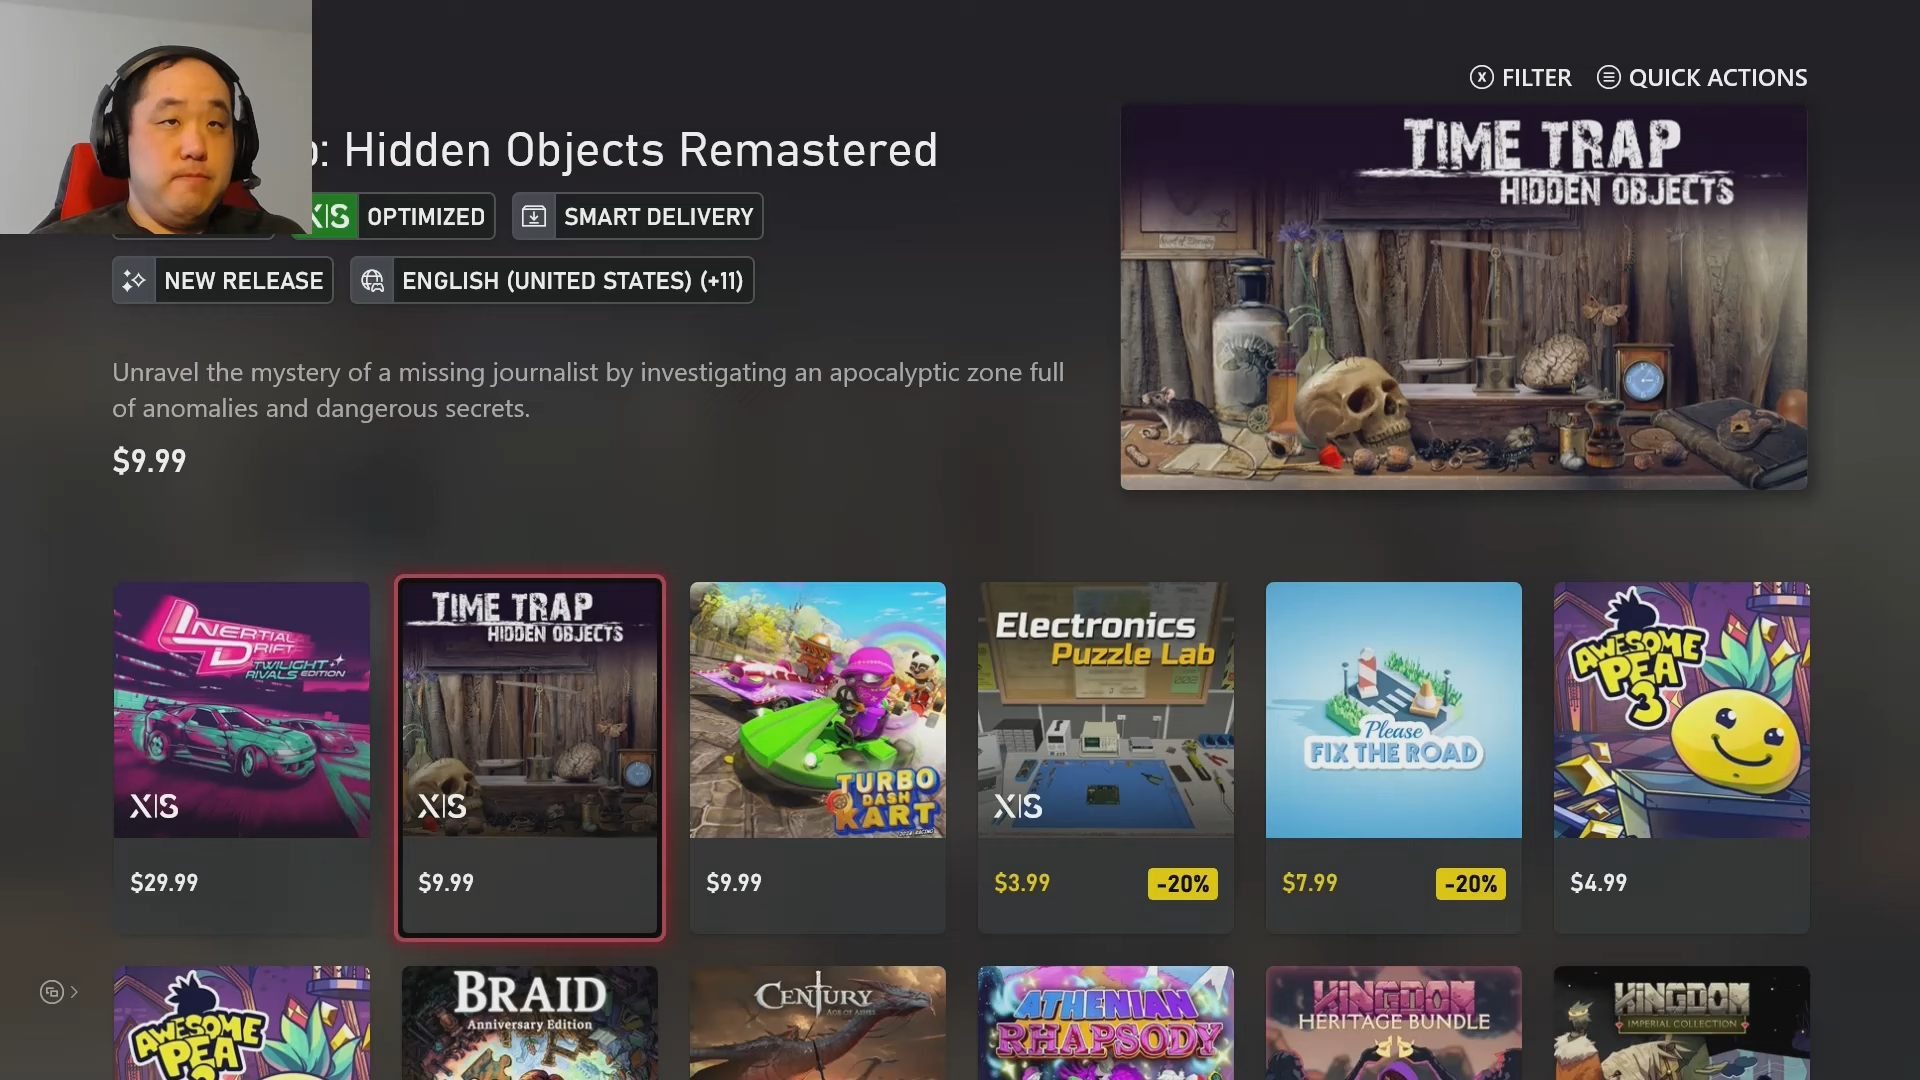 FILTER
QUICK ACTIONS
: Hidden Objects Remastered
X|S OPTIMIZED
SMART DELIVERY
NEW RELEASE
ENGLISH (UNITED STATES) (+11)
Unravel the mystery of a missing journalist by investigating an apocalyptic zone full
of anomalies and dangerous secrets.
$9.99
TIME TRAP
HIDDEN OBJECTS
INERTIAL
DRIFT
TWILIGHT
RIVALS EDITION
X|S
$29.99
TIME TRAP
HIDDEN OBJECTS
X|S
$9.99
TURBO
DASH
KART
$9.99
Electronics
Puzzle Lab
X|S
$3.99
-20%
Please
FIX THE ROAD
$7.99
-20%
AWESOME
PEA
3
$4.99
AWESOME
PEA
BRAID
Anniversary Edition
CENTURY
AGE OF ASHES
ATHENIAN
RHAPSODY
KINGDOM
HERITAGE BUNDLE
KINGDOM
IMPERIAL COLLECTION